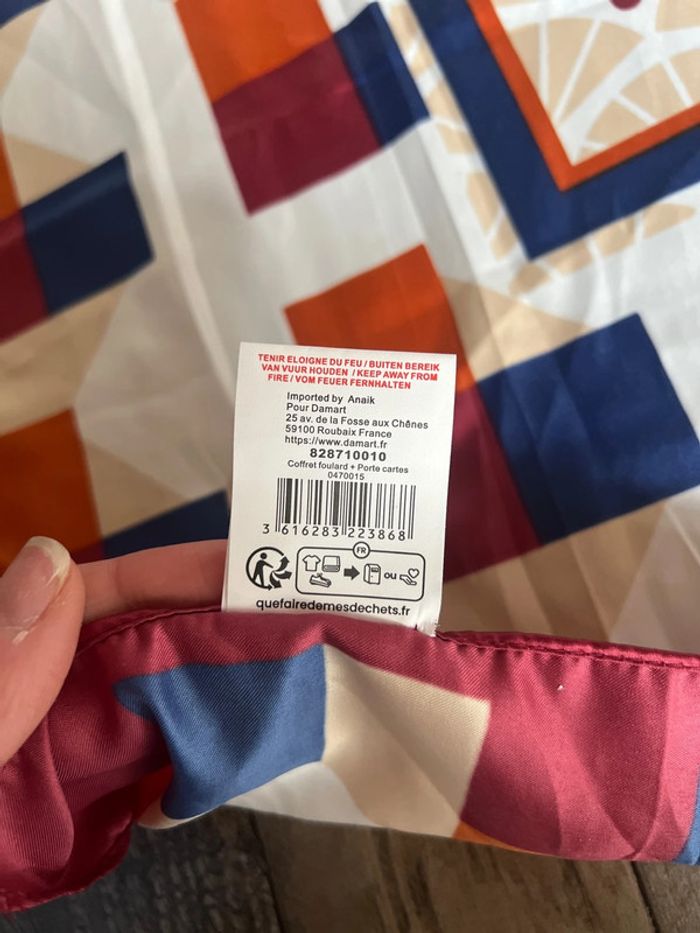 TENIR ELOIGNE DU FEU / BUITEN BEREIK
VAN VUUR HOUDEN / KEEP AWAY FROM
FIRE / VOM FEUER FERNHALTEN
Imported by Anaik
Pour Damart
25 av. de la Fosse aux Chênes
59100 Roubaix France
https://www.damart.fr
828710010
Coffret foulard + Porte cartes
0470015
3 616283 223868
FR
ou
quefairedemesdechets.fr